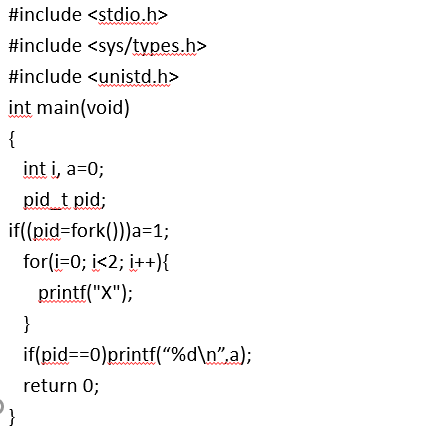 #include <stdio.h>
#include <sys/types.h>
#include <unistd.h>
int main(void)
{
int i, a=0;
pid_t pid;
if((pid=fork()))a=1;
for(i=0; i<2; i++){
printf("X");
}
if(pid==0)printf(“%d\n”,a);
return 0;
}